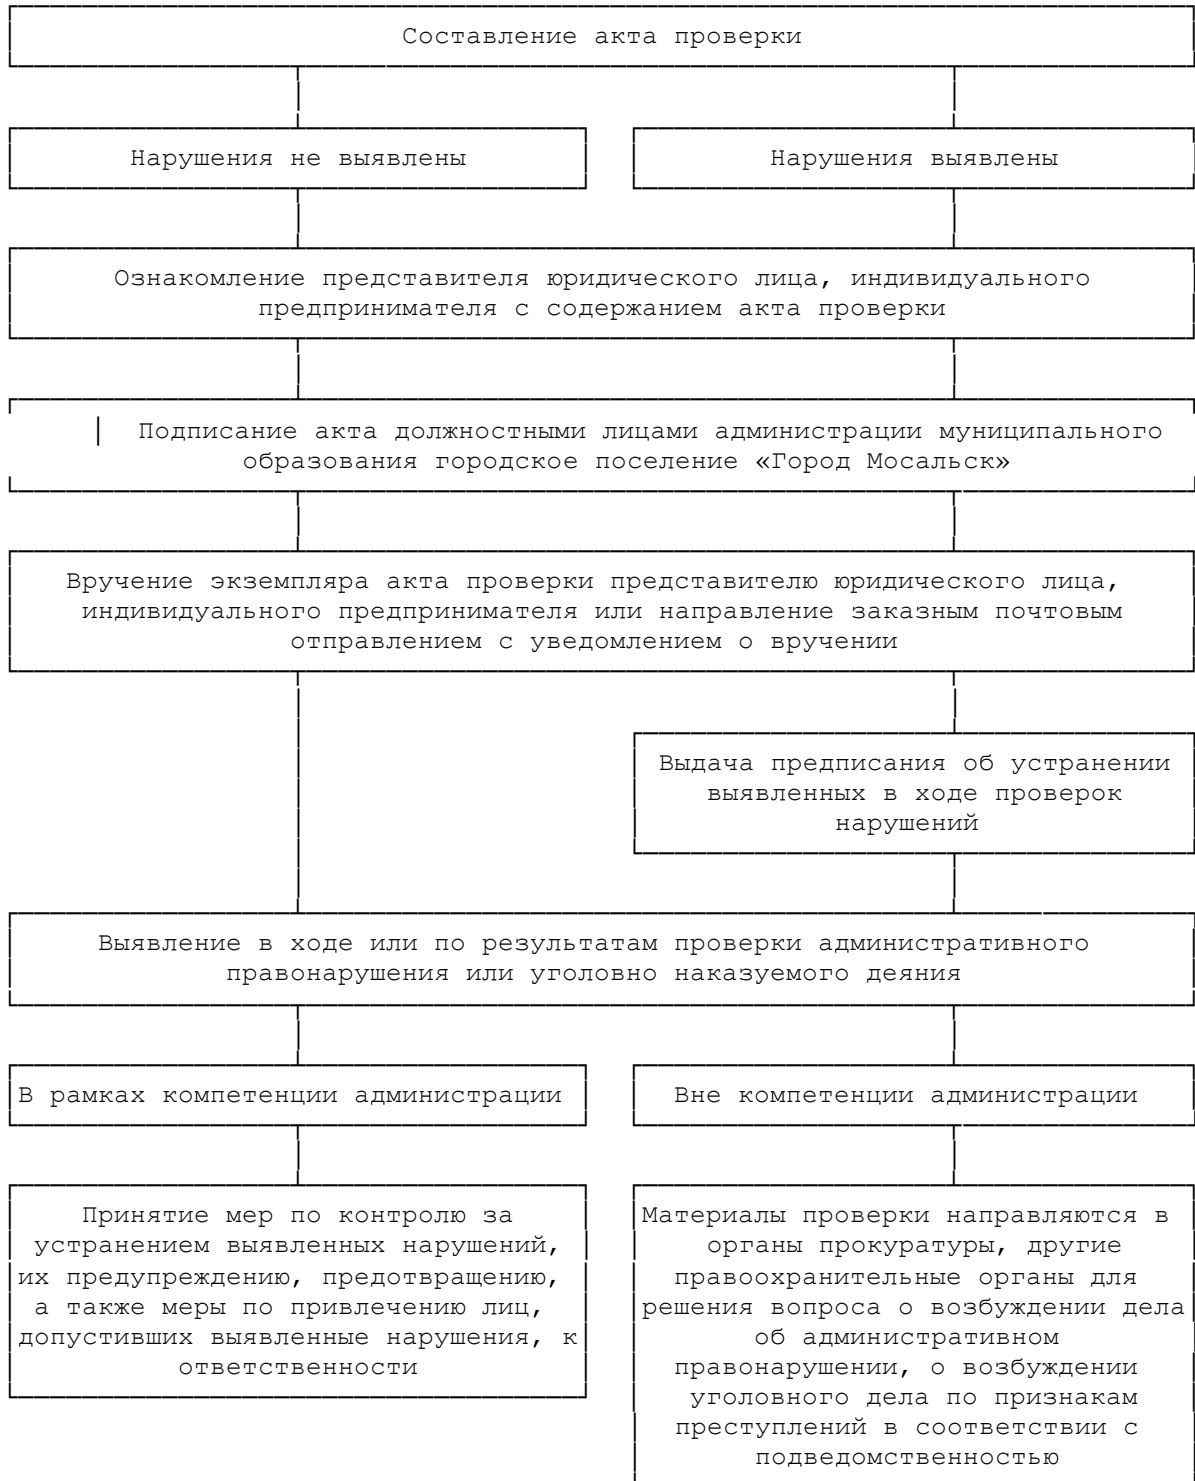 Составление акта проверки
Нарушения не выявлены
Нарушения выявлены
Ознакомление представителя юридического лица, индивидуального
предпринимателя с содержанием акта проверки
Подписание акта должностными лицами администрации муниципального
образования городское поселение «Город Мосальск»
Вручение экземпляра акта проверки представителю юридического лица,
индивидуального предпринимателя или направление заказным почтовым
отправлением с уведомлением о вручении
Выдача предписания об устранении
выявленных в ходе проверок
нарушений
Выявление в ходе или по результатам проверки административного
правонарушения или уголовно наказуемого деяния
В рамках компетенции администрации
Вне компетенции администрации
Принятие мер по контролю за
устранением выявленных нарушений,
их предупреждению, предотвращению,
а также меры по привлечению лиц,
допустивших выявленные нарушения, к
ответственности
Материалы проверки направляются в
органы прокуратуры, другие
правоохранительные органы для
решения вопроса о возбуждении дела
об административном
правонарушении, о возбуждении
уголовного дела по признакам
преступлений в соответствии с
подведомственностью